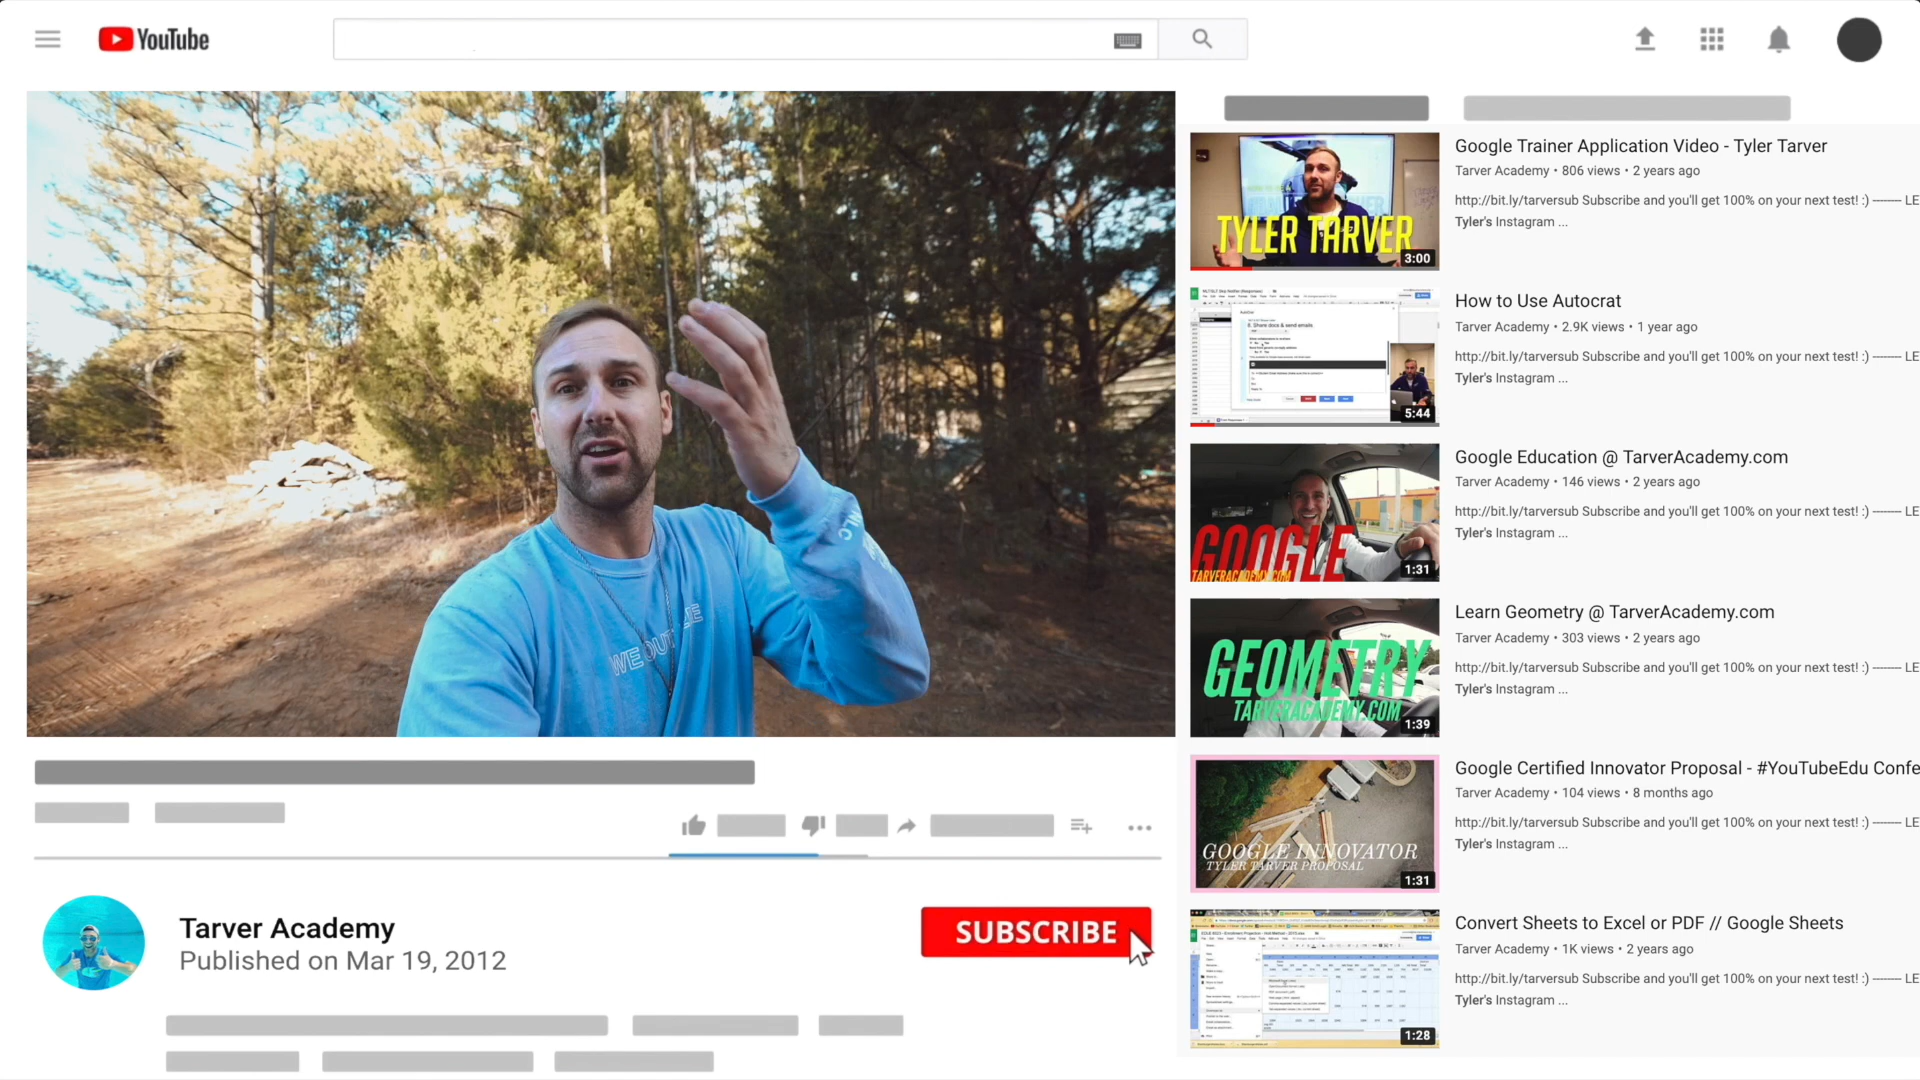 YouTube
Google Trainer Application Video - Tyler Tarver
Tarver Academy • 806 views • 2 years ago
http://bit.ly/tarversub Subscribe and you'll get 100% on your next test! :) -------- LE
Tyler's Instagram ...
TYLER TARVER
3:00
How to Use Autocrat
Tarver Academy • 2.9K views • 1 year ago
http://bit.ly/tarversub Subscribe and you'll get 100% on your next test! :) -------- LE
Tyler's Instagram ...
8. Share docs & send emails
5:44
Google Education @ TarverAcademy.com
Tarver Academy • 146 views • 2 years ago
http://bit.ly/tarversub Subscribe and you'll get 100% on your next test! :) -------- LE
Tyler's Instagram ...
GOOGLE
TARVERACADEMY.COM
1:31
Learn Geometry @ TarverAcademy.com
Tarver Academy • 303 views • 2 years ago
http://bit.ly/tarversub Subscribe and you'll get 100% on your next test! :) -------- LE
Tyler's Instagram ...
GEOMETRY
TARVERACADEMY.COM
1:39
WE OUT
Google Certified Innovator Proposal - #YouTubeEdu Confe
Tarver Academy • 104 views • 8 months ago
http://bit.ly/tarversub Subscribe and you'll get 100% on your next test! :) -------- LE
Tyler's Instagram ...
GOOGLE INNOVATOR
TYLER TARVER PROPOSAL
1:31
Tarver Academy
Published on Mar 19, 2012
SUBSCRIBE
Convert Sheets to Excel or PDF // Google Sheets
Tarver Academy • 1K views • 2 years ago
http://bit.ly/tarversub Subscribe and you'll get 100% on your next test! :) -------- LE
Tyler's Instagram ...
1:28